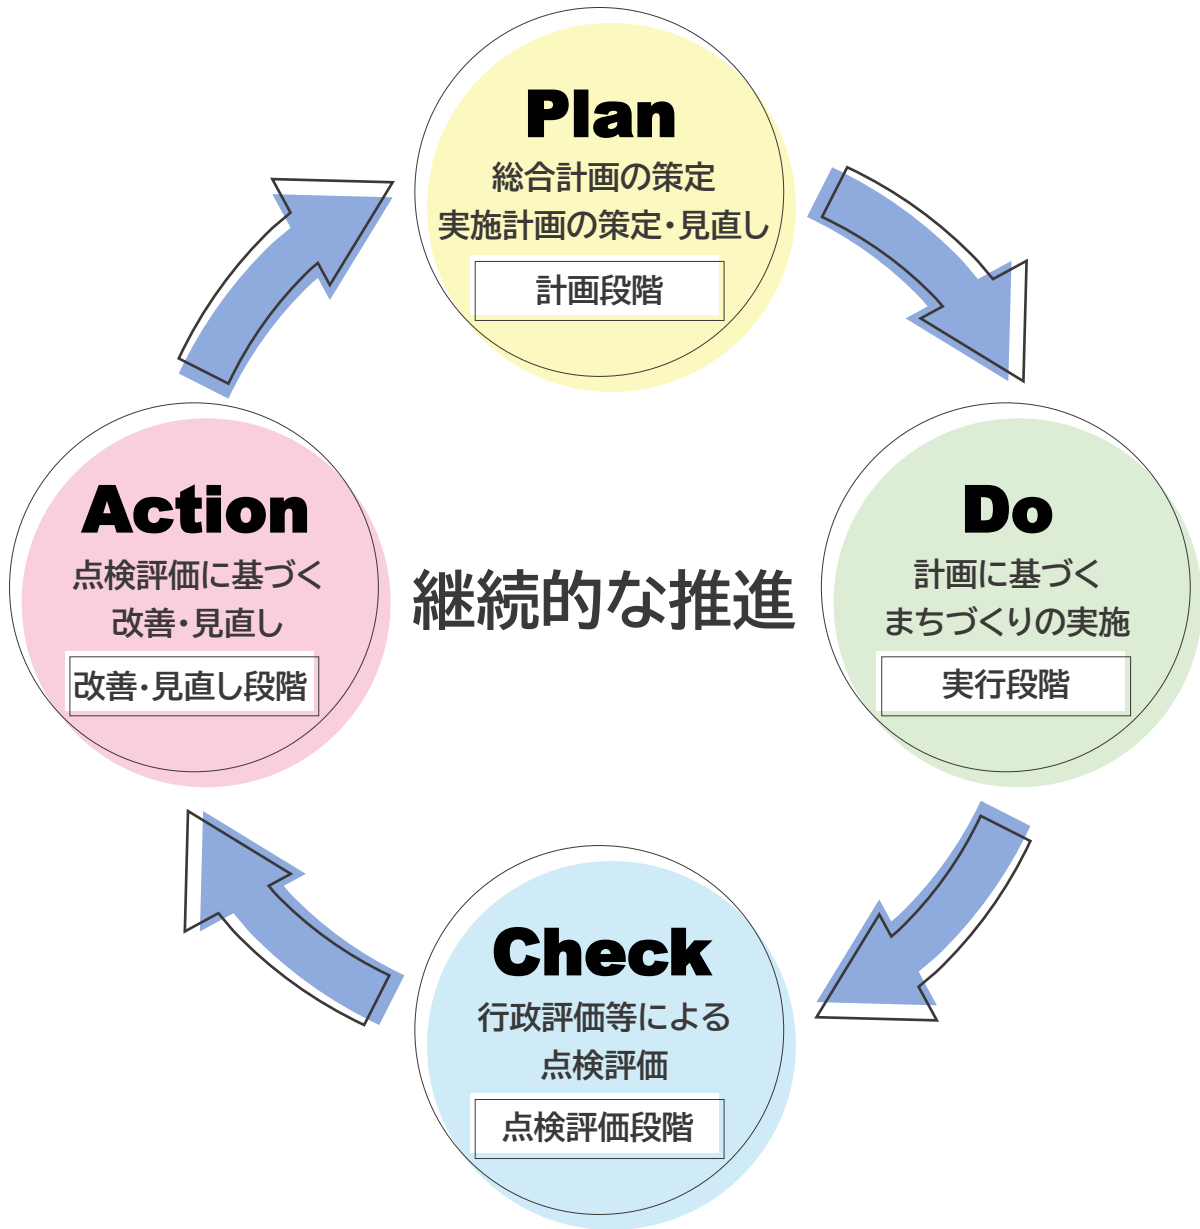 Plan
総合計画の策定
実施計画の策定・見直し
計画段階
Action
点検評価に基づく
改善・見直し
改善・見直し段階
継続的な推進
Do
計画に基づく
まちづくりの実施
実行段階
Check
行政評価等による
点検評価
点検評価段階